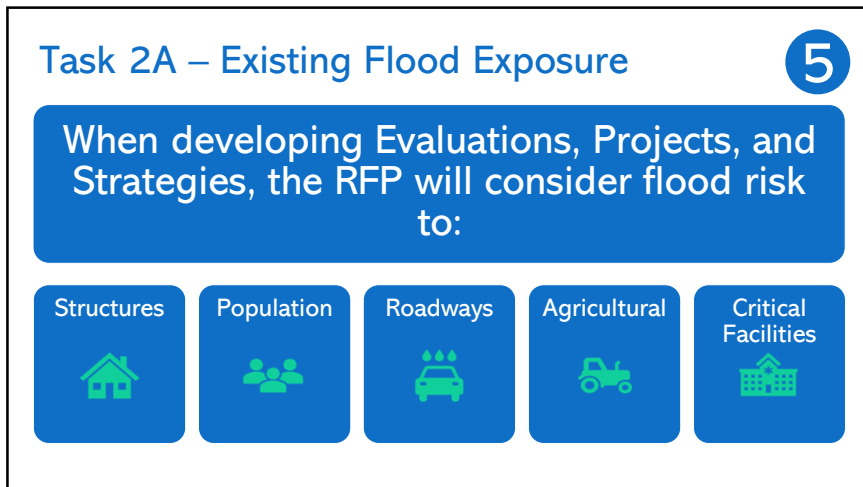 Task 2A – Existing Flood Exposure
5
When developing Evaluations, Projects, and
Strategies, the RFP will consider flood risk
to:
Structures
Population
Roadways
Agricultural
Critical
Facilities